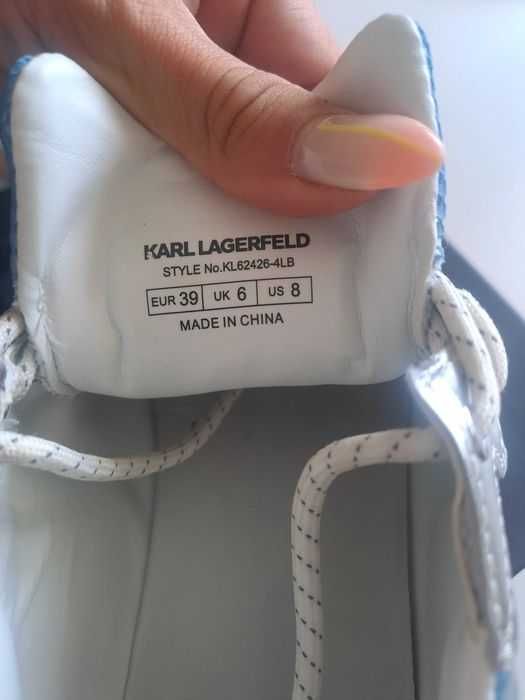 KARL LAGERFELD
STYLE No.KL62426-4LB
EUR 39 UK 6 US 8
MADE IN CHINA